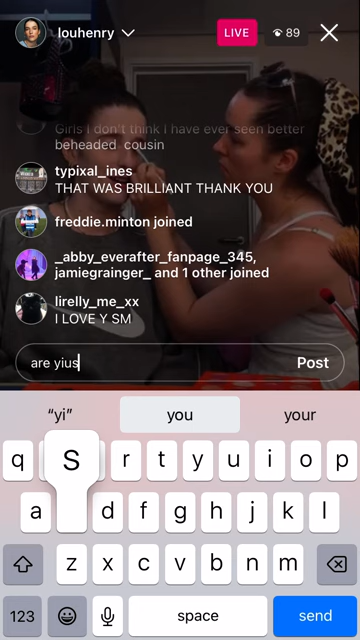 louhenry
LIVE
89
Girls I don't think I have ever seen better
beheaded cousin
typixal_ines
THAT WAS BRILLIANT THANK YOU
freddie.minton joined
_abby_everafter_fanpage_345,
jamiegrainger_ and 1 other joined
lirelly_me_xx
I LOVE Y SM
are yius
Post
“yi” you your
q r t y u i o p
S
a d f g h j k l
z x c v b n m
123 space send